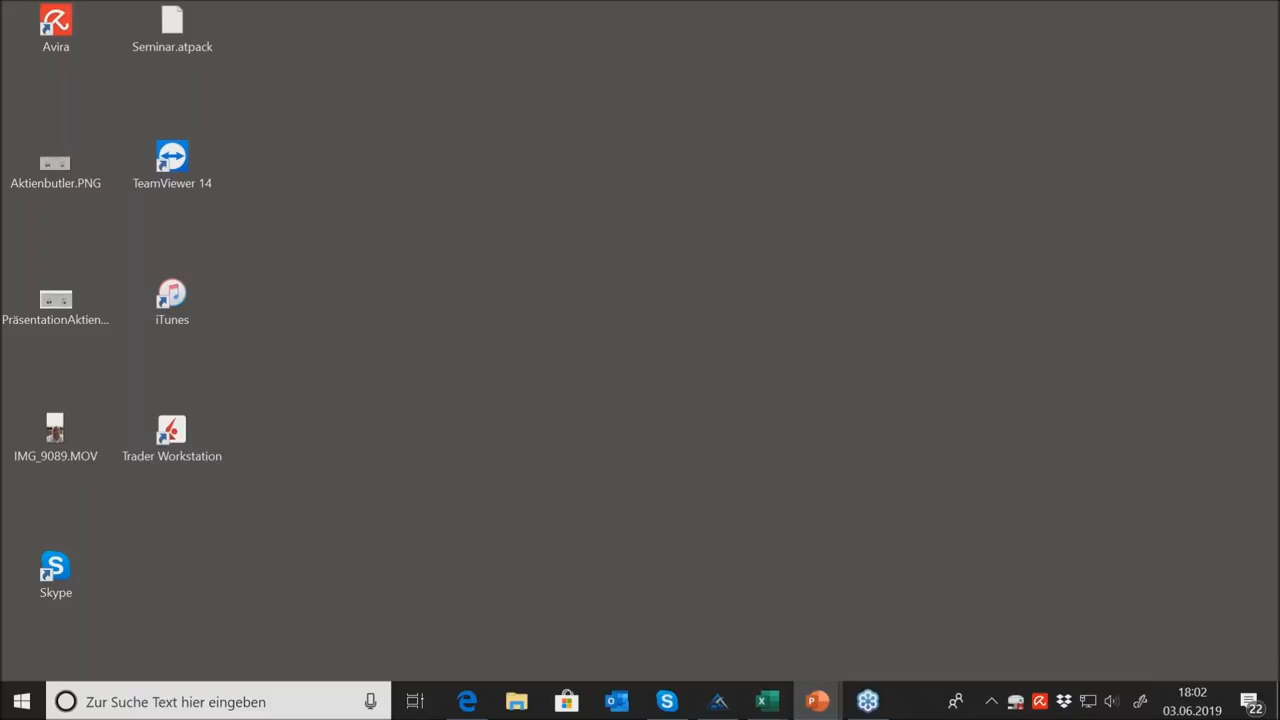 Avira
Seminar.atpack
Aktienbutler.PNG
TeamViewer 14
PräsentationAktien...
iTunes
IMG_9089.MOV
Trader Workstation
S
Skype
Zur Suche Text hier eingeben
18:02
03.06.2019
22